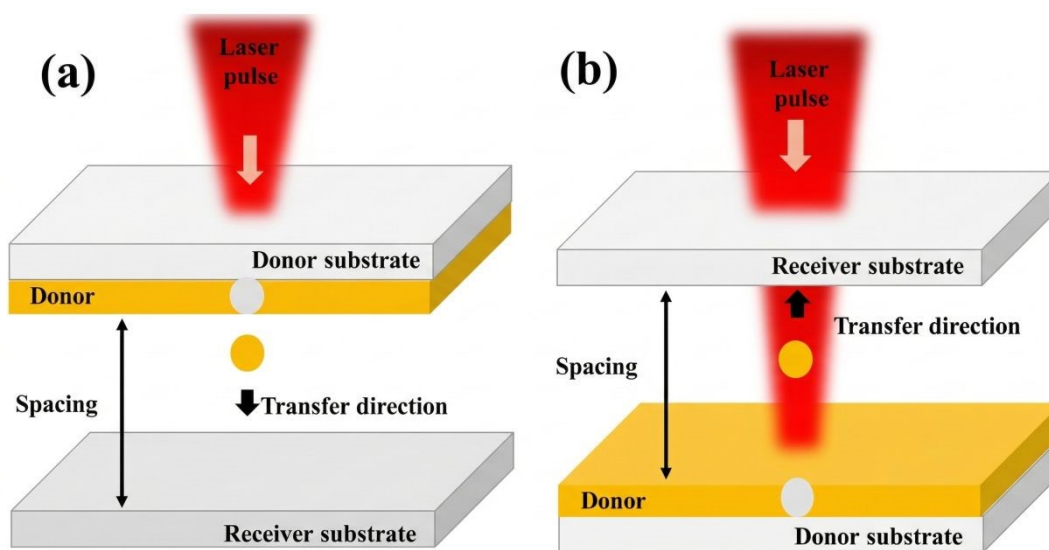 (a)
Laser
pulse
Donor substrate
Donor
Spacing
Transfer direction
Receiver substrate
(b)
Laser
pulse
Receiver substrate
Transfer direction
Spacing
Donor
Donor substrate